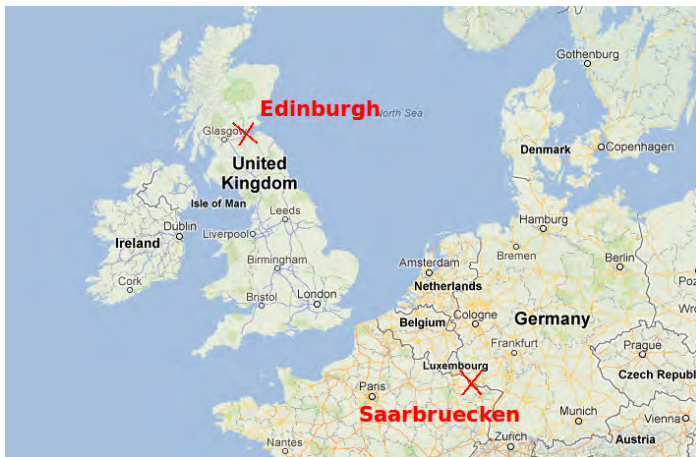 Gothenburg
Edinburgh
North Sea
Glasgow
Copenhagen
Denmark
United
Kingdom
Isle of Man
Leeds
Hamburg
Dublin
Liverpool
Ireland
Bremen
Berlin
Birmingham
Amsterdam
Poz
Cork
Netherlands
Bristol
London
Wro
Belgium
Cologne
Germany
Frankfurt
Prague
Luxembourg
Czech Republ
Paris
Saarbruecken
Munich
Vienna
Zurich
Austria
Nantes